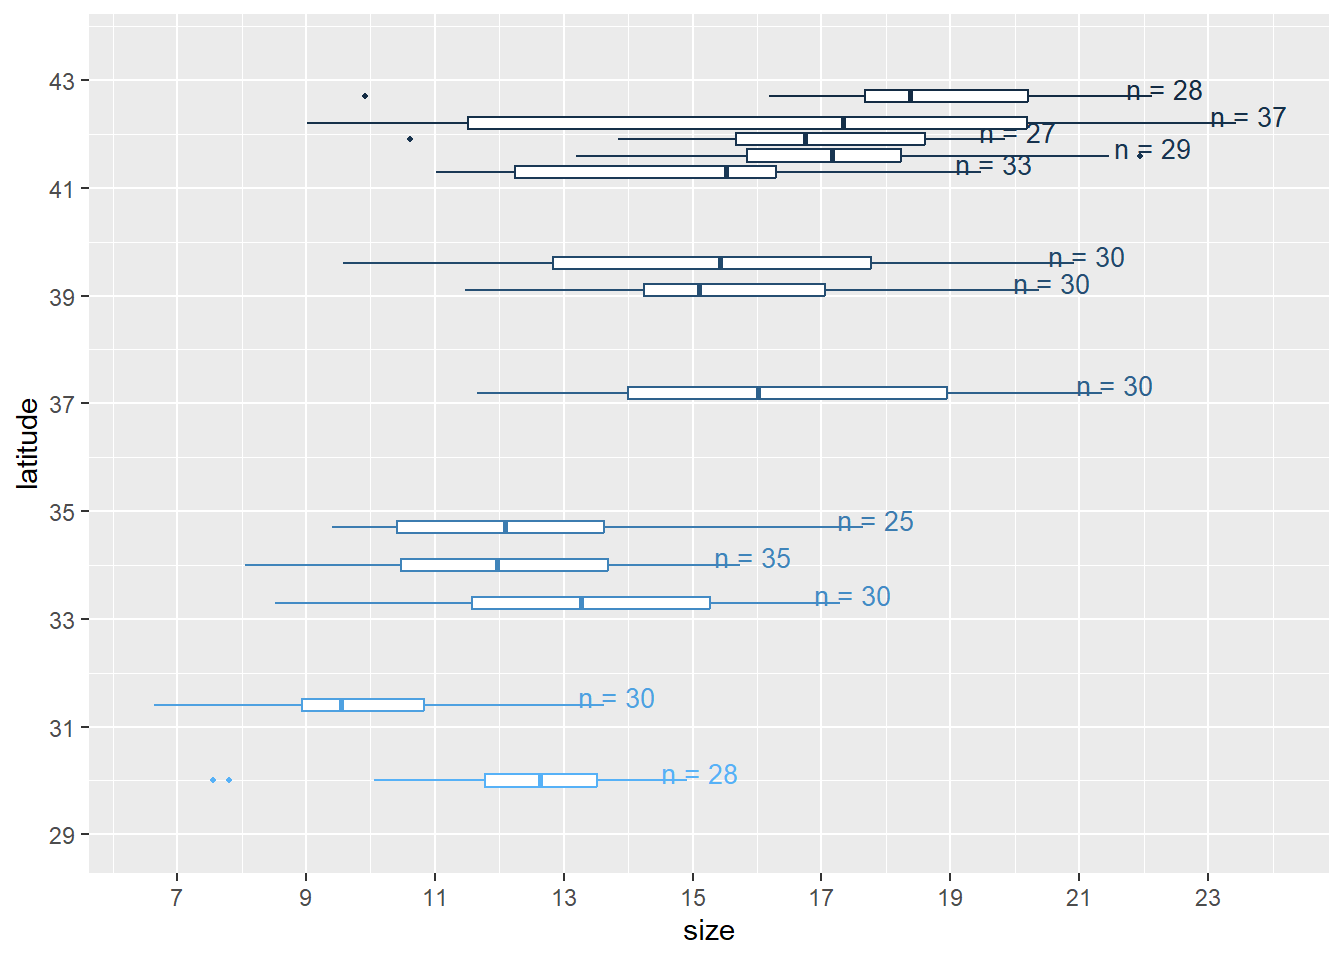 43
n = 28
n = 37
n = 27
n = 29
n = 33
41
n = 30
n = 30
39
n = 30
37
latitude
35
n = 25
n = 35
n = 30
33
n = 30
31
n = 28
29
7 9 11 13 15 17 19 21 23
size